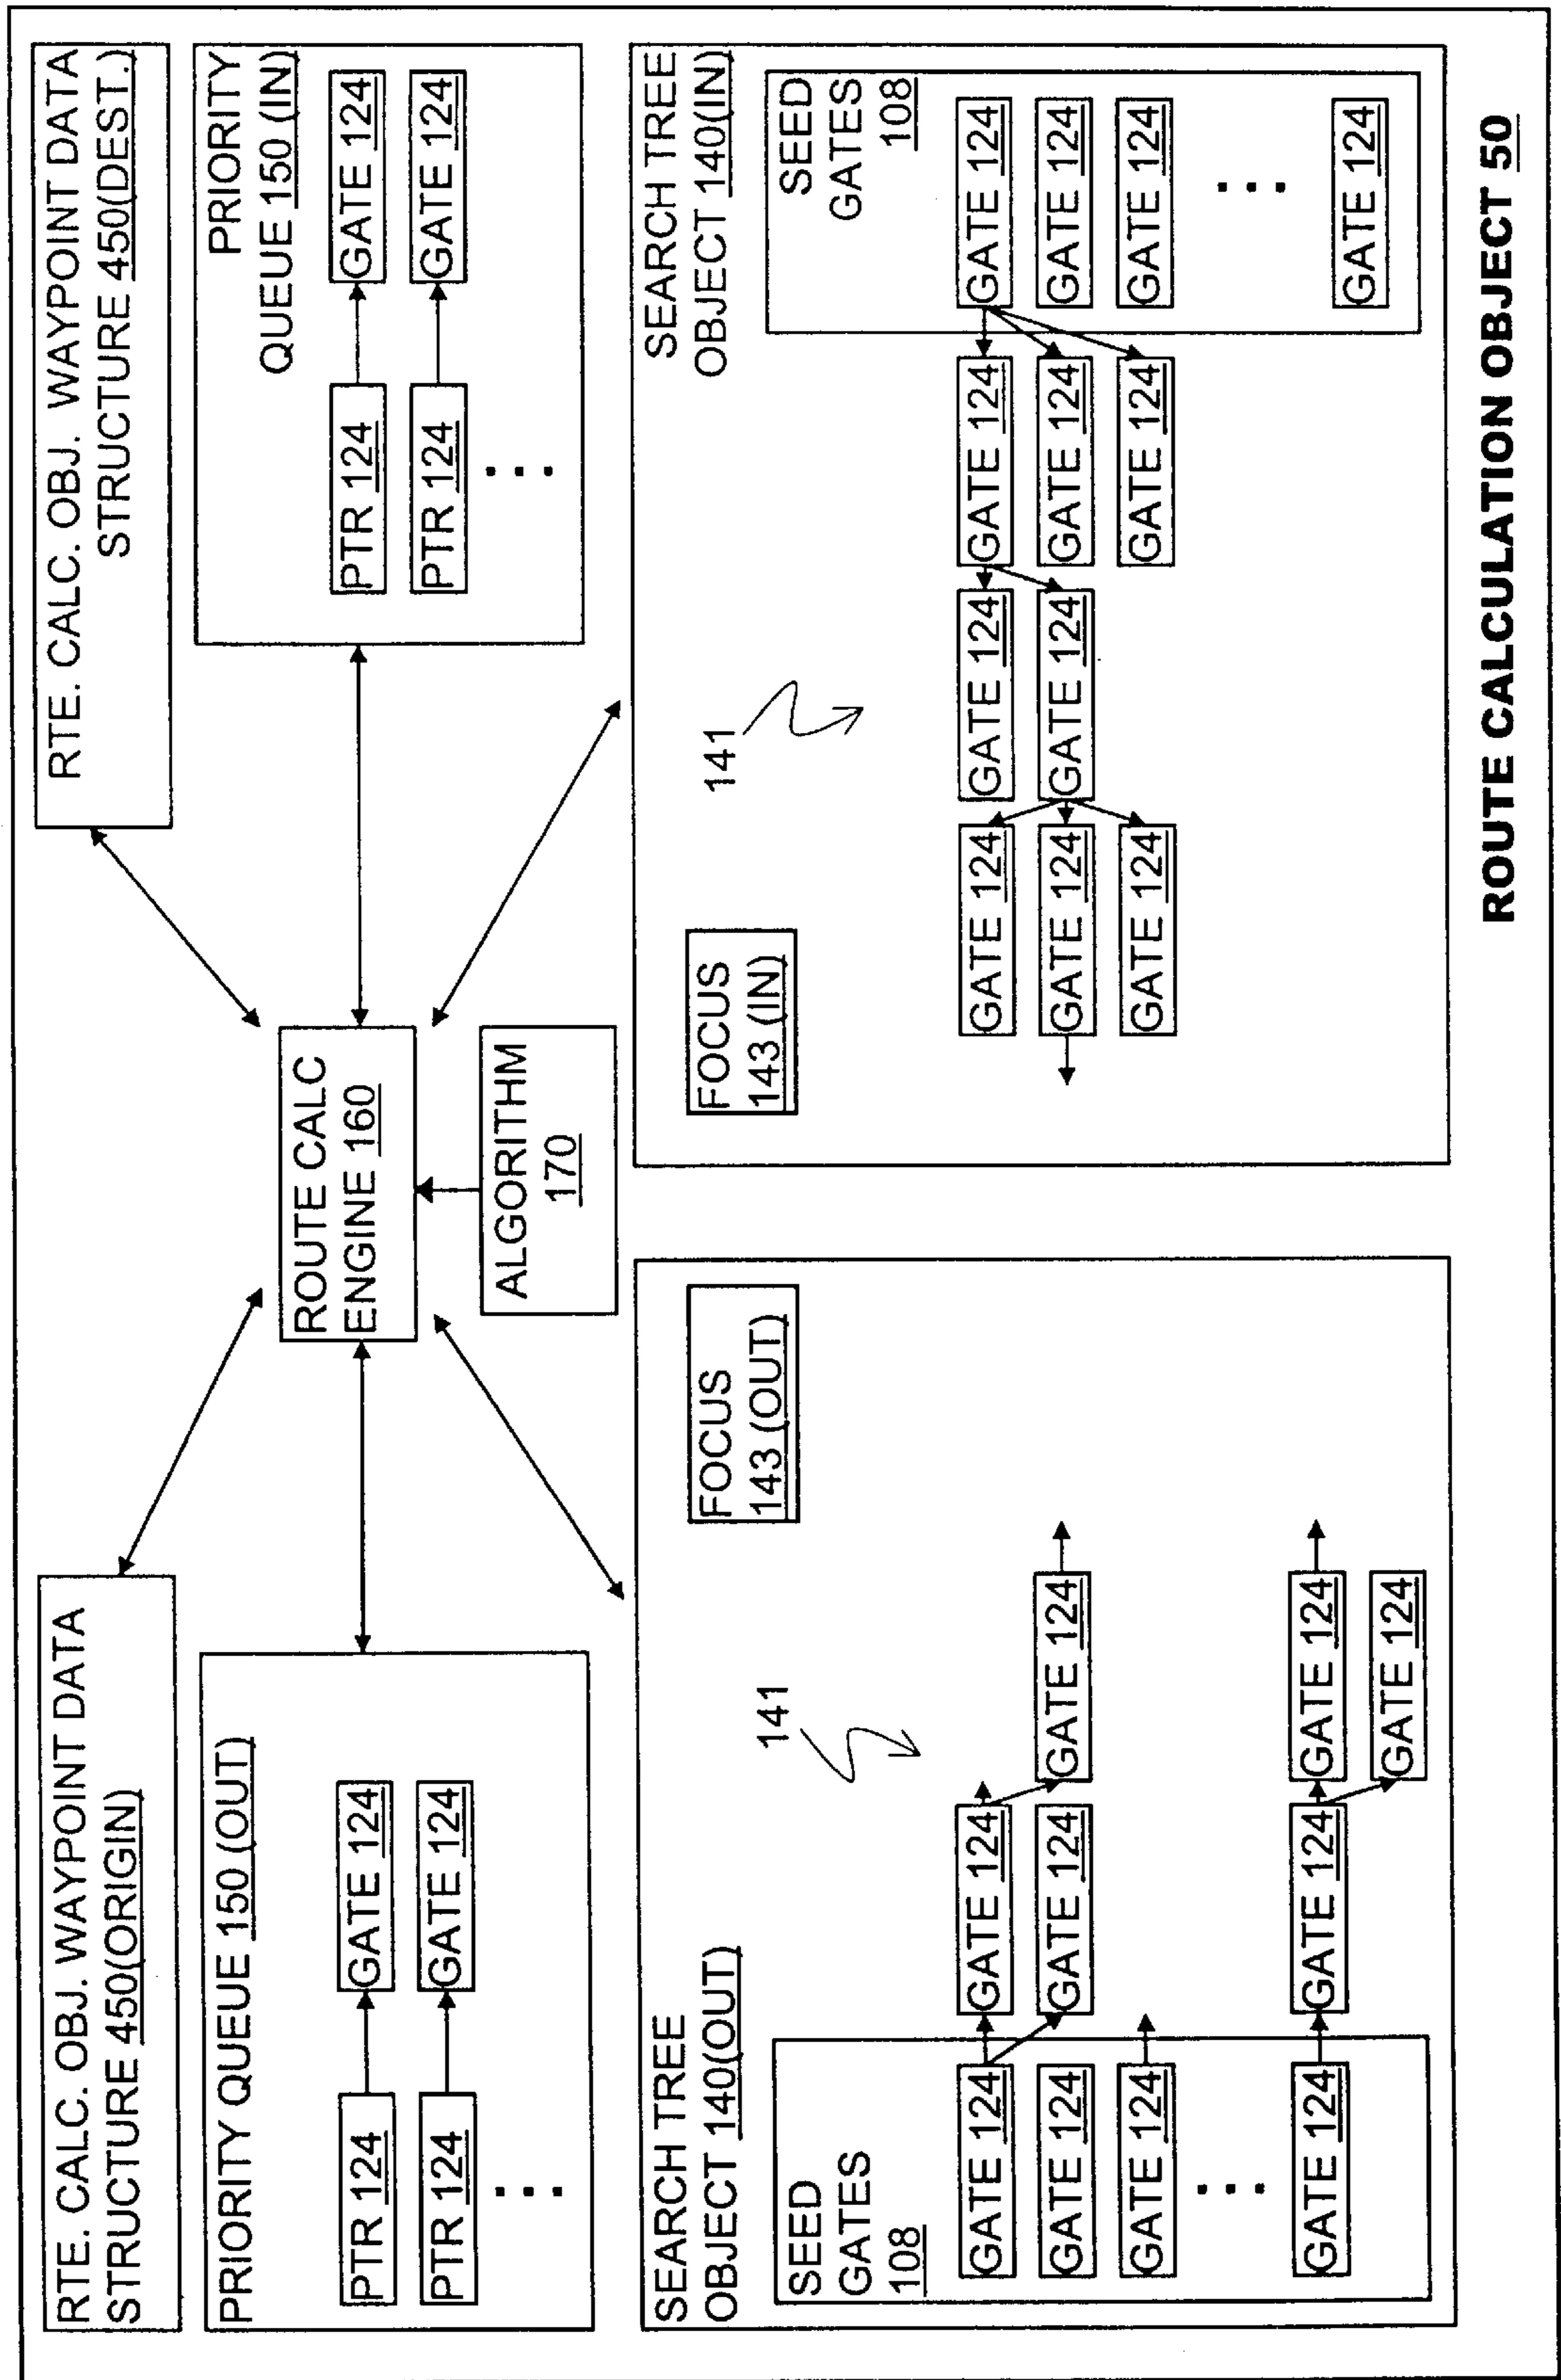 RTE. CALC. OBJ. WAYPOINT DATA
STRUCTURE 450(ORIGIN)
RTE. CALC. OBJ. WAYPOINT DATA
STRUCTURE 450(DEST.)
PRIORITY QUEUE 150 (OUT)
PTR 124
GATE 124
PTR 124
GATE 124
...
ROUTE CALC
ENGINE 160
ALGORITHM
170
PRIORITY
QUEUE 150 (IN)
PTR 124
GATE 124
PTR 124
GATE 124
...
SEARCH TREE
OBJECT 140(OUT)
FOCUS
143 (OUT)
141
SEED
GATES
108
GATE 124
GATE 124
GATE 124
...
GATE 124
GATE 124
GATE 124
GATE 124
GATE 124
GATE 124
GATE 124
SEARCH TREE
OBJECT 140(IN)
FOCUS
143 (IN)
141
SEED
GATES
108
GATE 124
GATE 124
GATE 124
GATE 124
GATE 124
GATE 124
GATE 124
GATE 124
GATE 124
GATE 124
GATE 124
...
GATE 124
ROUTE CALCULATION OBJECT 50